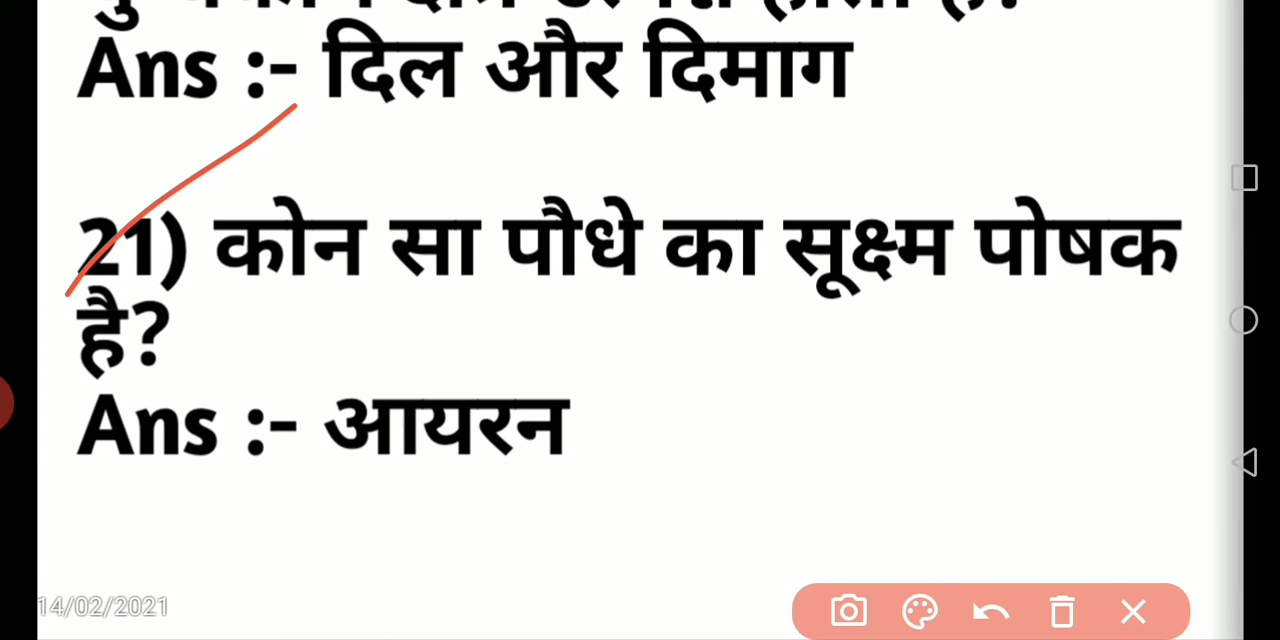 Ans :- दिल और दिमाग
21) कोन सा पौधे का सूक्ष्म पोषक
है?
Ans :- आयरन
14/02/2021